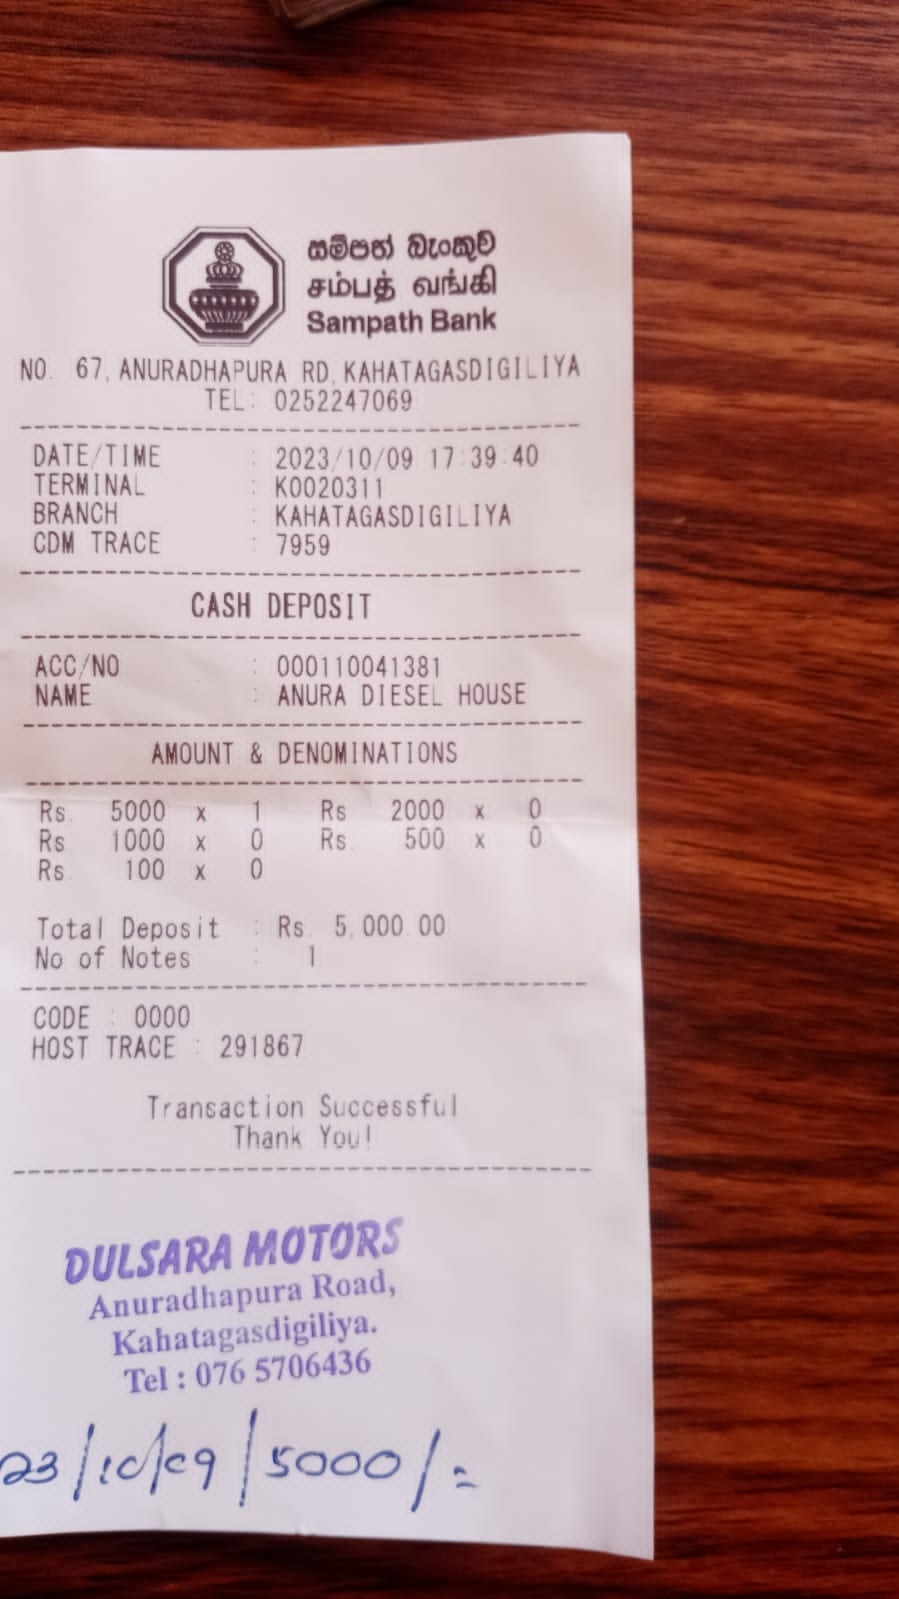 සම්පත් බැංකුව
சம்பத் வங்கி
Sampath Bank
NO. 67, ANURADHAPURA RD, KAHATAGASDIGILIYA
TEL: 0252247069
DATE/TIME : 2023/10/09 17:39:40
TERMINAL : K0020311
BRANCH : KAHATAGASDIGILIYA
CDM TRACE : 7959
CASH DEPOSIT
ACC/NO : 000110041381
NAME : ANURA DIESEL HOUSE
AMOUNT & DENOMINATIONS
Rs. 5000 x 1 Rs 2000 x 0
Rs 1000 x 0 Rs. 500 x 0
Rs 100 x 0
Total Deposit : Rs. 5,000.00
No of Notes : 1
CODE : 0000
HOST TRACE : 291867
Transaction Successful
Thank You!
DULSARA MOTORS
Anuradhapura Road,
Kahatagasdigiliya.
Tel : 076 5706436
23/10/09/5000/=